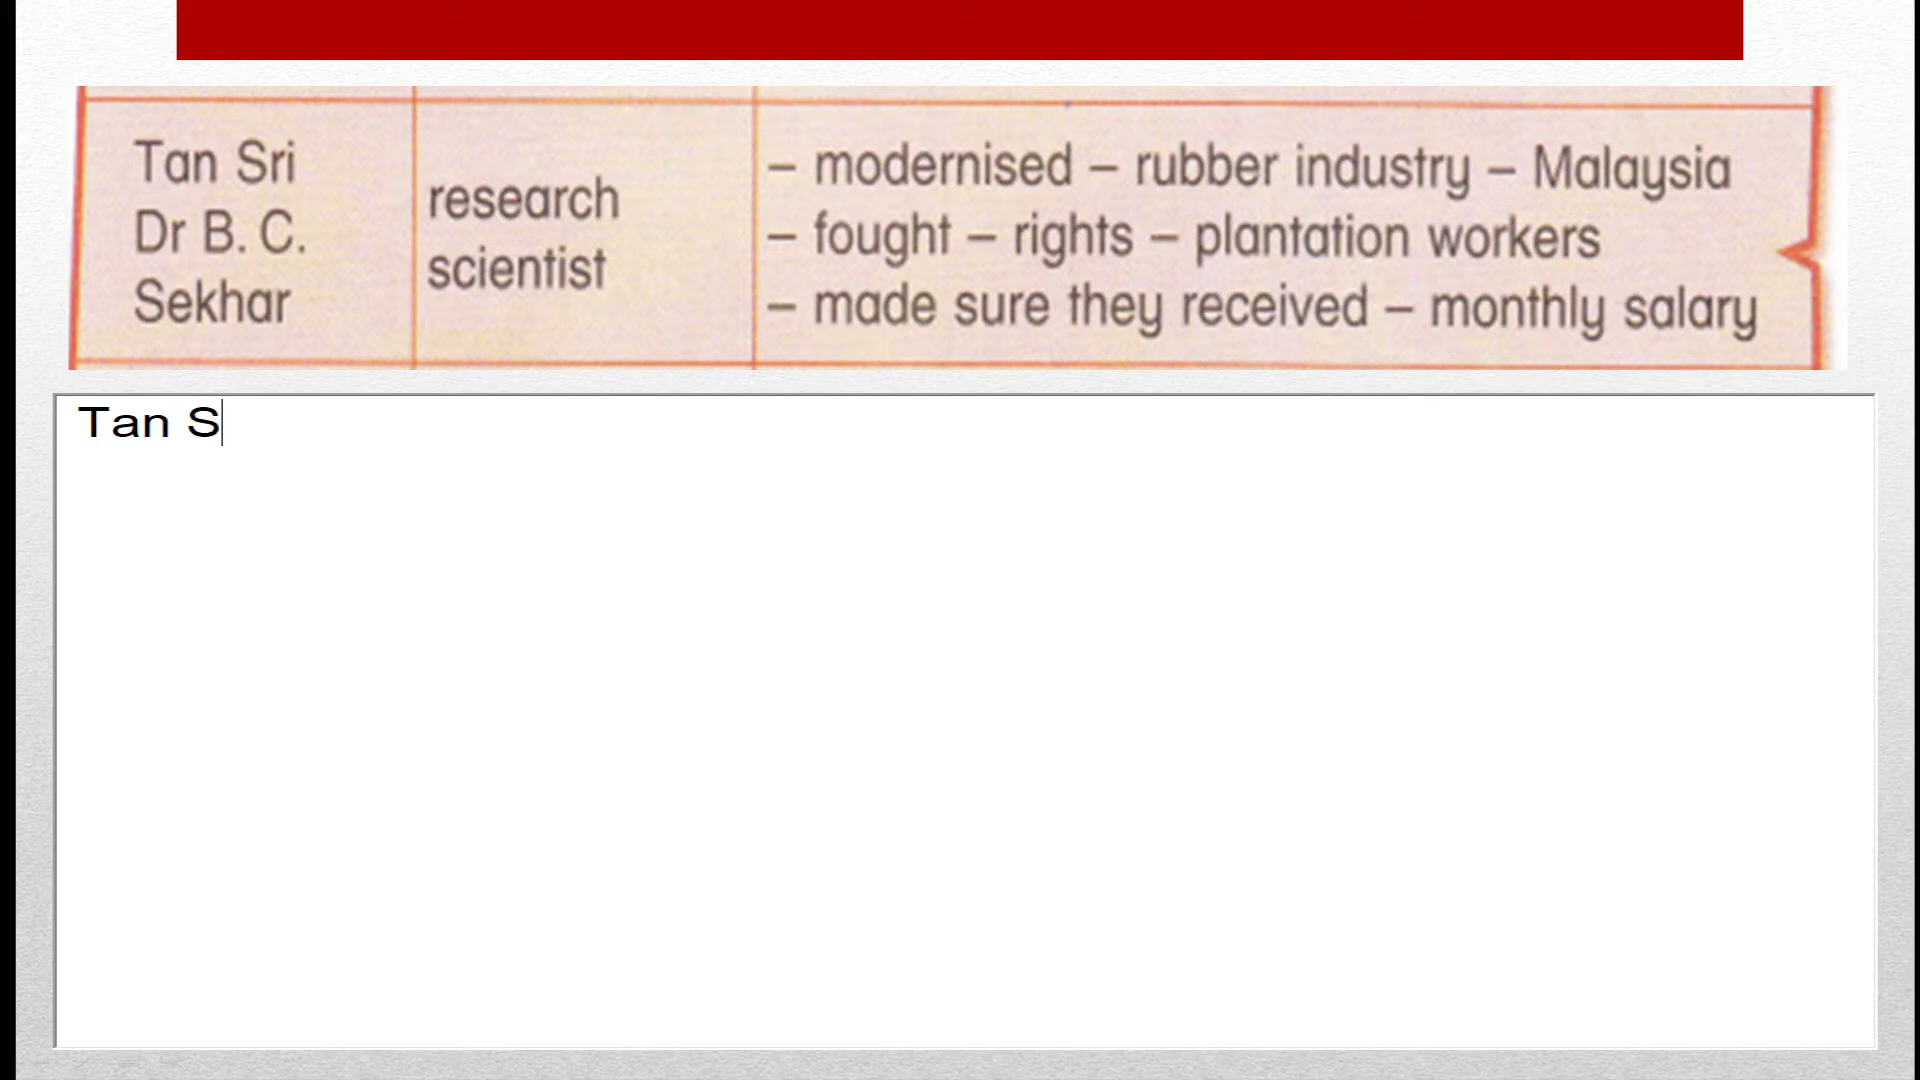 Tan Sri
Dr B. C.
Sekhar
research
scientist
– modernised – rubber industry – Malaysia
– fought – rights – plantation workers
– made sure they received – monthly salary
Tan S